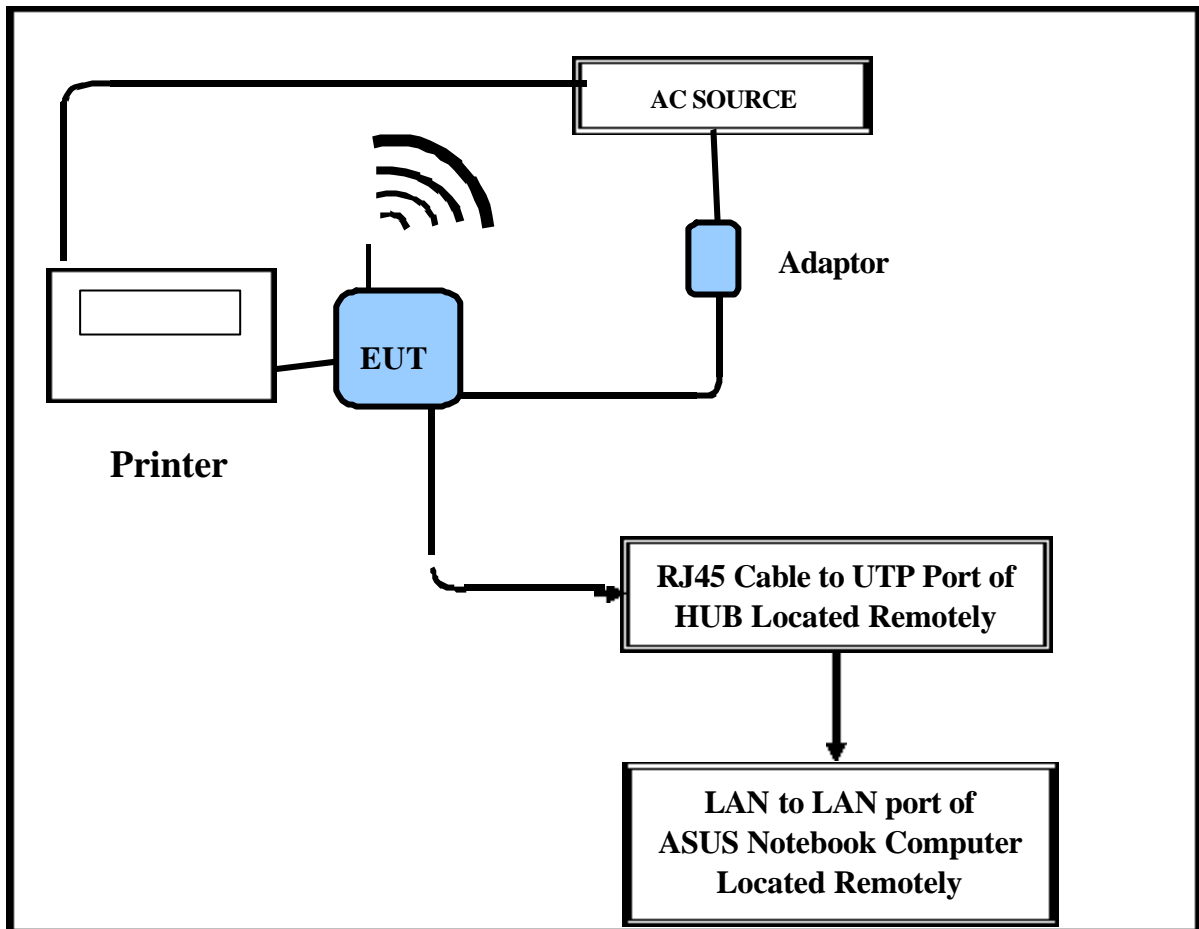 AC SOURCE
Adaptor
EUT
Printer
RJ45 Cable to UTP Port of
HUB Located Remotely
LAN to LAN port of
ASUS Notebook Computer
Located Remotely